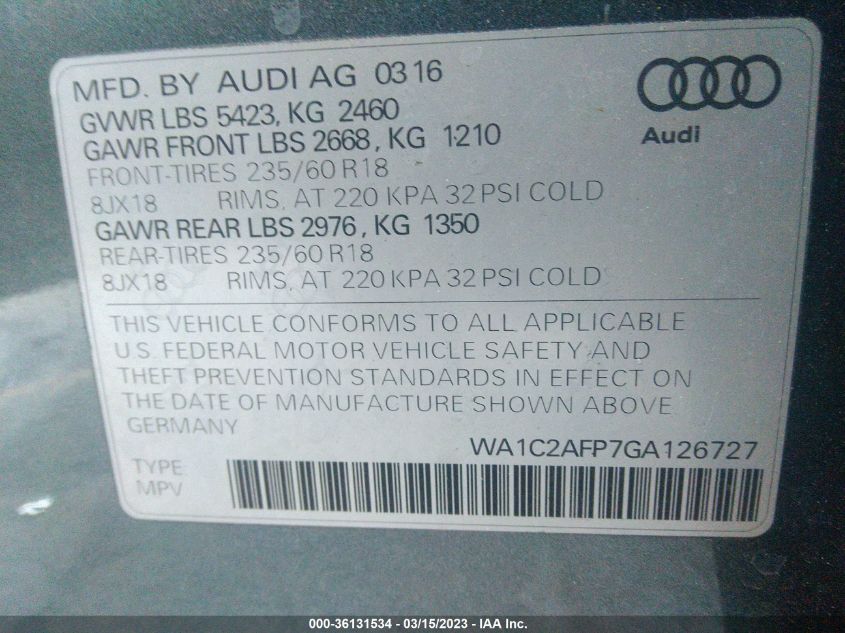 MFD. BY AUDI AG 03 16
GVWR LBS 5423, KG 2460
GAWR FRONT LBS 2668, KG 1210
FRONT-TIRES 235/60 R18
8JX18 RIMS, AT 220 KPA 32 PSI COLD
GAWR REAR LBS 2976, KG 1350
REAR-TIRES 235/60 R18
8JX18 RIMS, AT 220 KPA 32 PSI COLD
Audi
THIS VEHICLE CONFORMS TO ALL APPLICABLE
U.S. FEDERAL MOTOR VEHICLE SAFETY AND
THEFT PREVENTION STANDARDS IN EFFECT ON
THE DATE OF MANUFACTURE SHOWN ABOVE
GERMANY
WA1C2AFP7GA126727
TYPE:
MPV
000-36131534 - 03/15/2023 - IAA Inc.